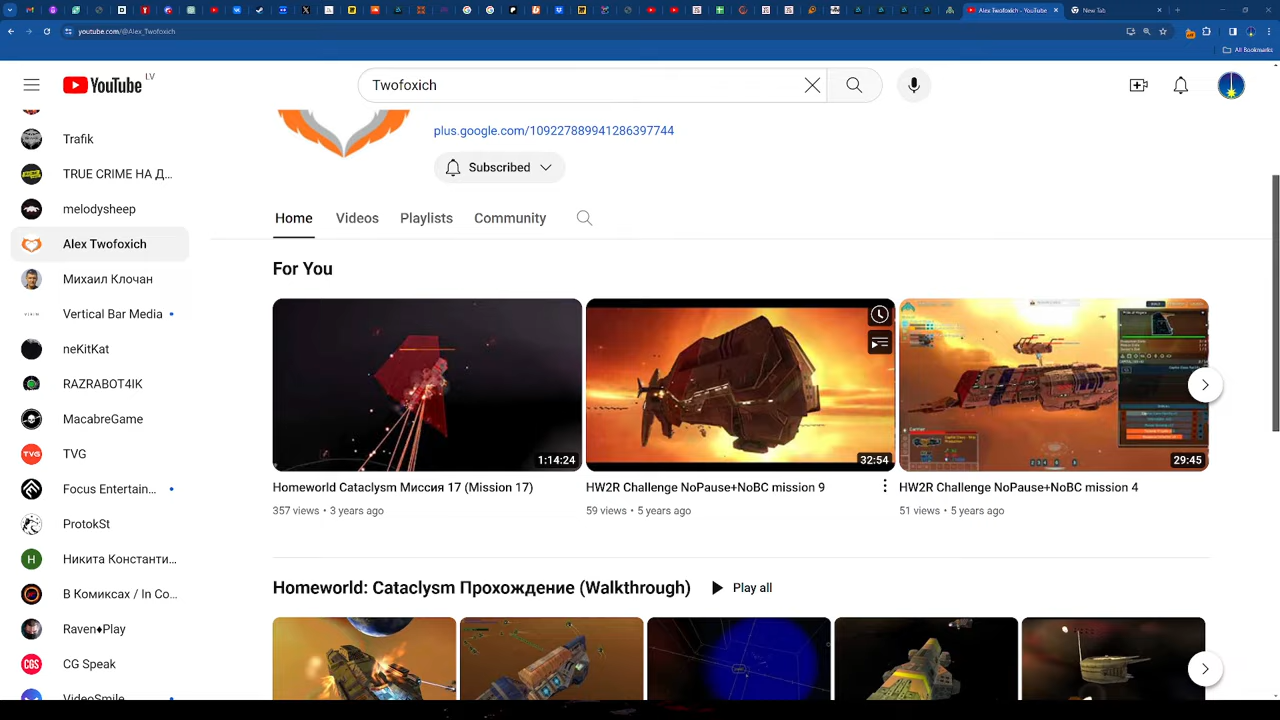 Alex Twofoxich - YouTube
New Tab
youtube.com/@Alex_Twofoxich
All Bookmarks
YouTube LV
Twofoxich
plus.google.com/109227889941286397744
Subscribed
Home Videos Playlists Community
Trafik
TRUE CRIME НА Д...
melodysheep
Alex Twofoxich
Михаил Клочан
Vertical Bar Media
neKitKat
RAZRABOT4IK
MacabreGame
TVG
Focus Entertain...
ProtokSt
Никита Константи...
В Комиксах / In Co...
Raven♦Play
CG Speak
VideoSmile
For You
1:14:24
32:54
29:45
Homeworld Cataclysm Миссия 17 (Mission 17)
357 views • 3 years ago
HW2R Challenge NoPause+NoBC mission 9
59 views • 5 years ago
HW2R Challenge NoPause+NoBC mission 4
51 views • 5 years ago
Homeworld: Cataclysm Прохождение (Walkthrough)
Play all